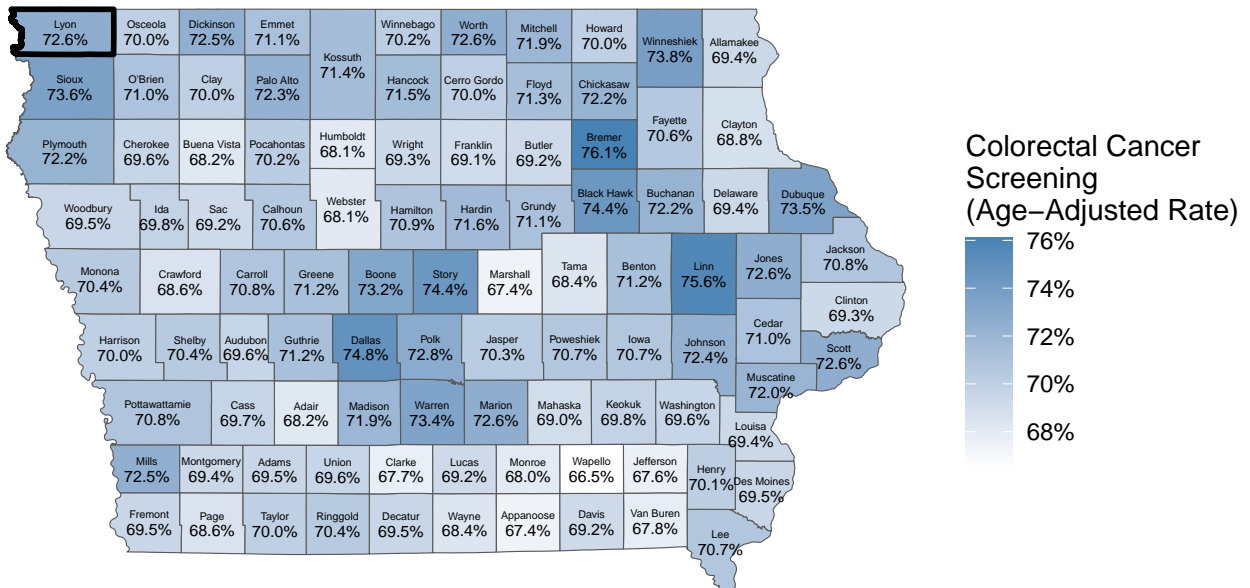 Lyon
72.6%
Osceola
70.0%
Dickinson
72.5%
Emmet
71.1%
Kossuth
71.4%
Winnebago
70.2%
Worth
72.6%
Mitchell
71.9%
Howard
70.0%
Winneshiek
73.8%
Allamakee
69.4%
Sioux
73.6%
O'Brien
71.0%
Clay
70.0%
Palo Alto
72.3%
Hancock
71.5%
Cerro Gordo
70.0%
Floyd
71.3%
Chickasaw
72.2%
Fayette
70.6%
Clayton
68.8%
Plymouth
72.2%
Cherokee
69.6%
Buena Vista
68.2%
Pocahontas
70.2%
Humboldt
68.1%
Wright
69.3%
Franklin
69.1%
Butler
69.2%
Bremer
76.1%
Woodbury
69.5%
Ida
69.8%
Sac
69.2%
Calhoun
70.6%
Webster
68.1%
Hamilton
70.9%
Hardin
71.6%
Grundy
71.1%
Black Hawk
74.4%
Buchanan
72.2%
Delaware
69.4%
Dubuque
73.5%
Monona
70.4%
Crawford
68.6%
Carroll
70.8%
Greene
71.2%
Boone
73.2%
Story
74.4%
Marshall
67.4%
Tama
68.4%
Benton
71.2%
Linn
75.6%
Jones
72.6%
Jackson
70.8%
Clinton
69.3%
Harrison
70.0%
Shelby
70.4%
Audubon
69.6%
Guthrie
71.2%
Dallas
74.8%
Polk
72.8%
Jasper
70.3%
Poweshiek
70.7%
Iowa
70.7%
Johnson
72.4%
Cedar
71.0%
Scott
72.6%
Muscatine
72.0%
Pottawattamie
70.8%
Cass
69.7%
Adair
68.2%
Madison
71.9%
Warren
73.4%
Marion
72.6%
Mahaska
69.0%
Keokuk
69.8%
Washington
69.6%
Louisa
69.4%
Mills
72.5%
Montgomery
69.4%
Adams
69.5%
Union
69.6%
Clarke
67.7%
Lucas
69.2%
Monroe
68.0%
Wapello
66.5%
Jefferson
67.6%
Henry
70.1%
Des Moines
69.5%
Fremont
69.5%
Page
68.6%
Taylor
70.0%
Ringgold
70.4%
Decatur
69.5%
Wayne
68.4%
Appanoose
67.4%
Davis
69.2%
Van Buren
67.8%
Lee
70.7%
Colorectal Cancer
Screening
(Age−Adjusted Rate)
76%
74%
72%
70%
68%